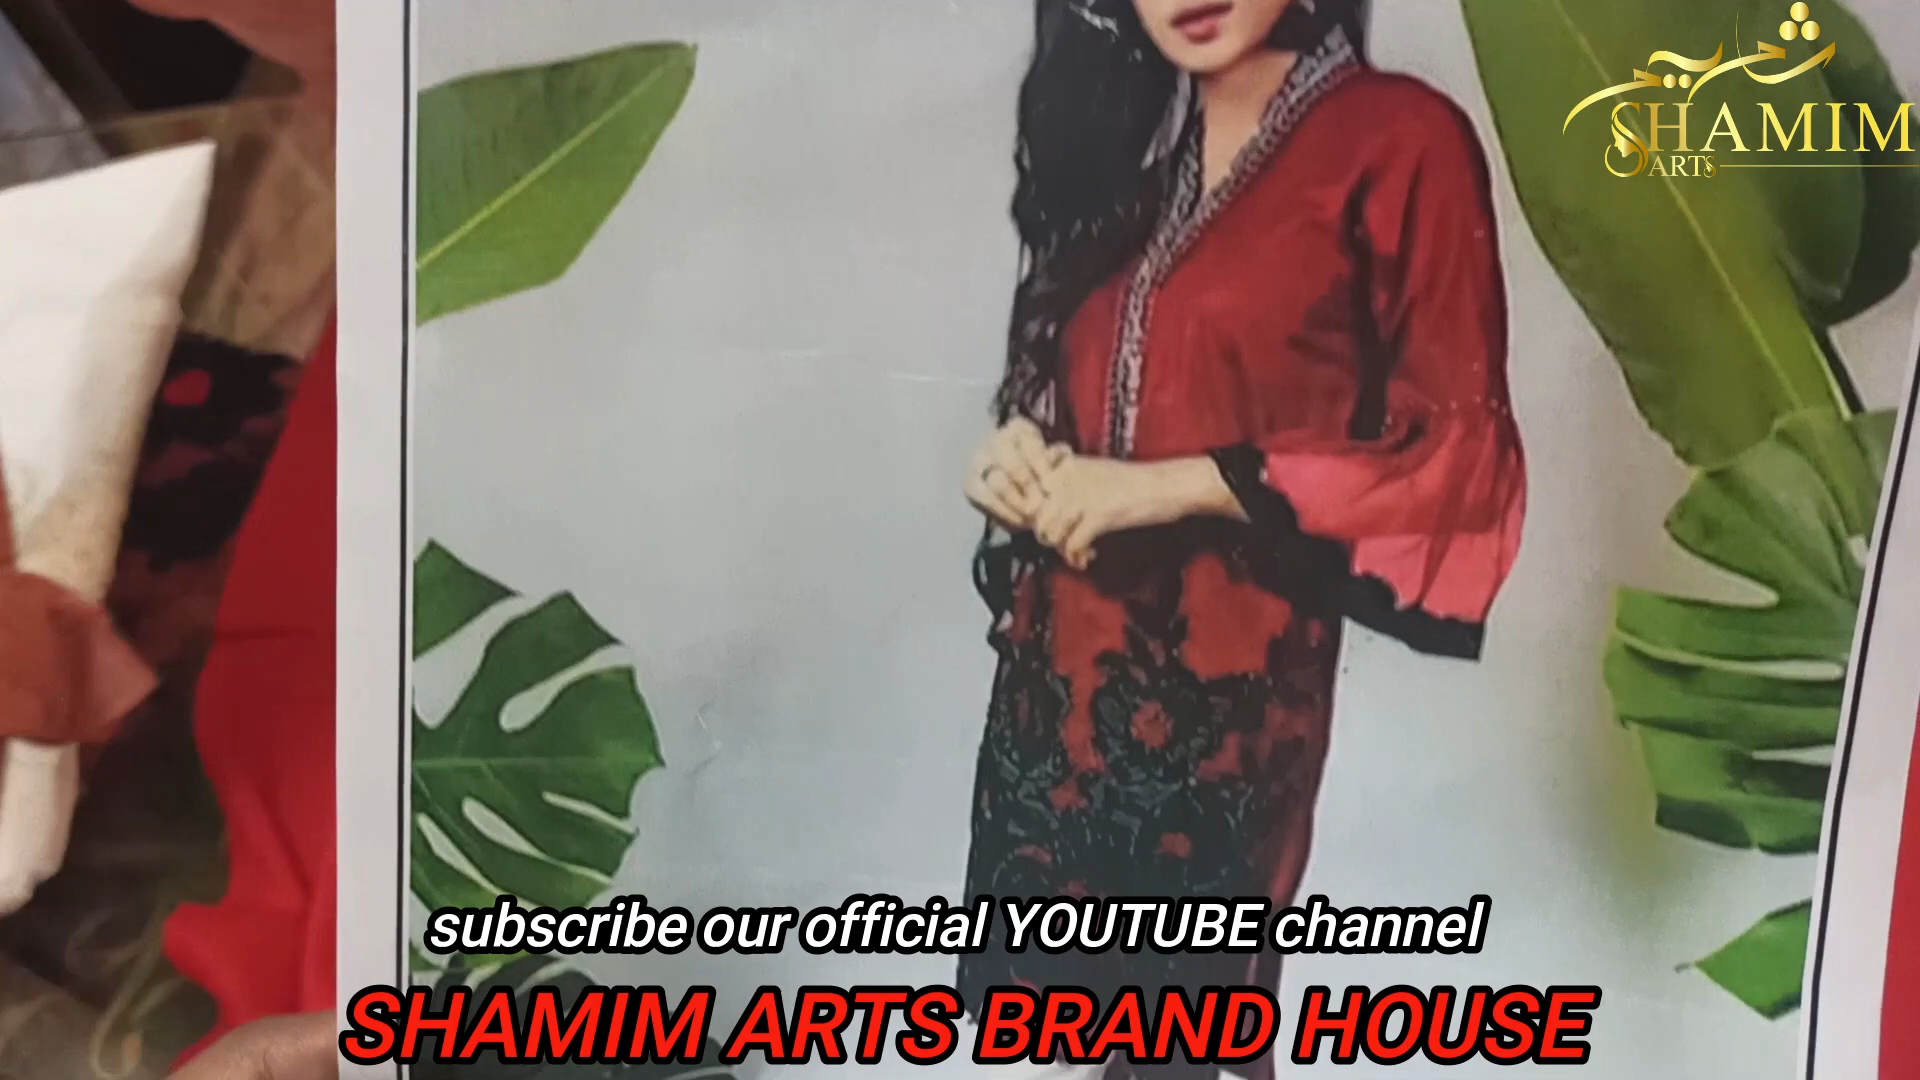 SHAMIM
ARTS
subscribe our official YOUTUBE channel
SHAMIM ARTS BRAND HOUSE